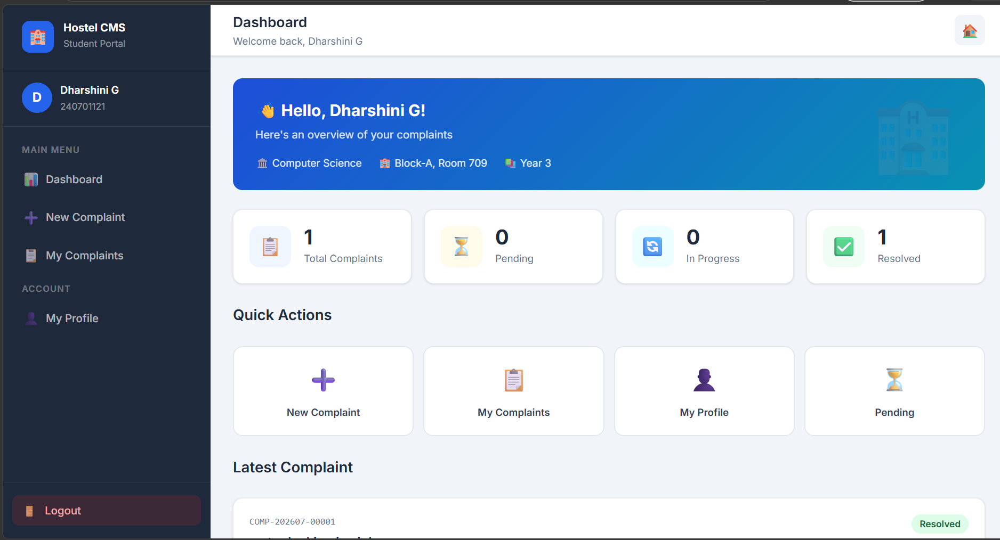 Hostel CMS
Student Portal
D
Dharshini G
240701121
MAIN MENU
Dashboard
New Complaint
My Complaints
ACCOUNT
My Profile
Logout
Dashboard
Welcome back, Dharshini G
Hello, Dharshini G!
Here's an overview of your complaints
Computer Science
Block-A, Room 709
Year 3
1
Total Complaints
0
Pending
0
In Progress
1
Resolved
Quick Actions
New Complaint
My Complaints
My Profile
Pending
Latest Complaint
COMP-202607-00001
Resolved